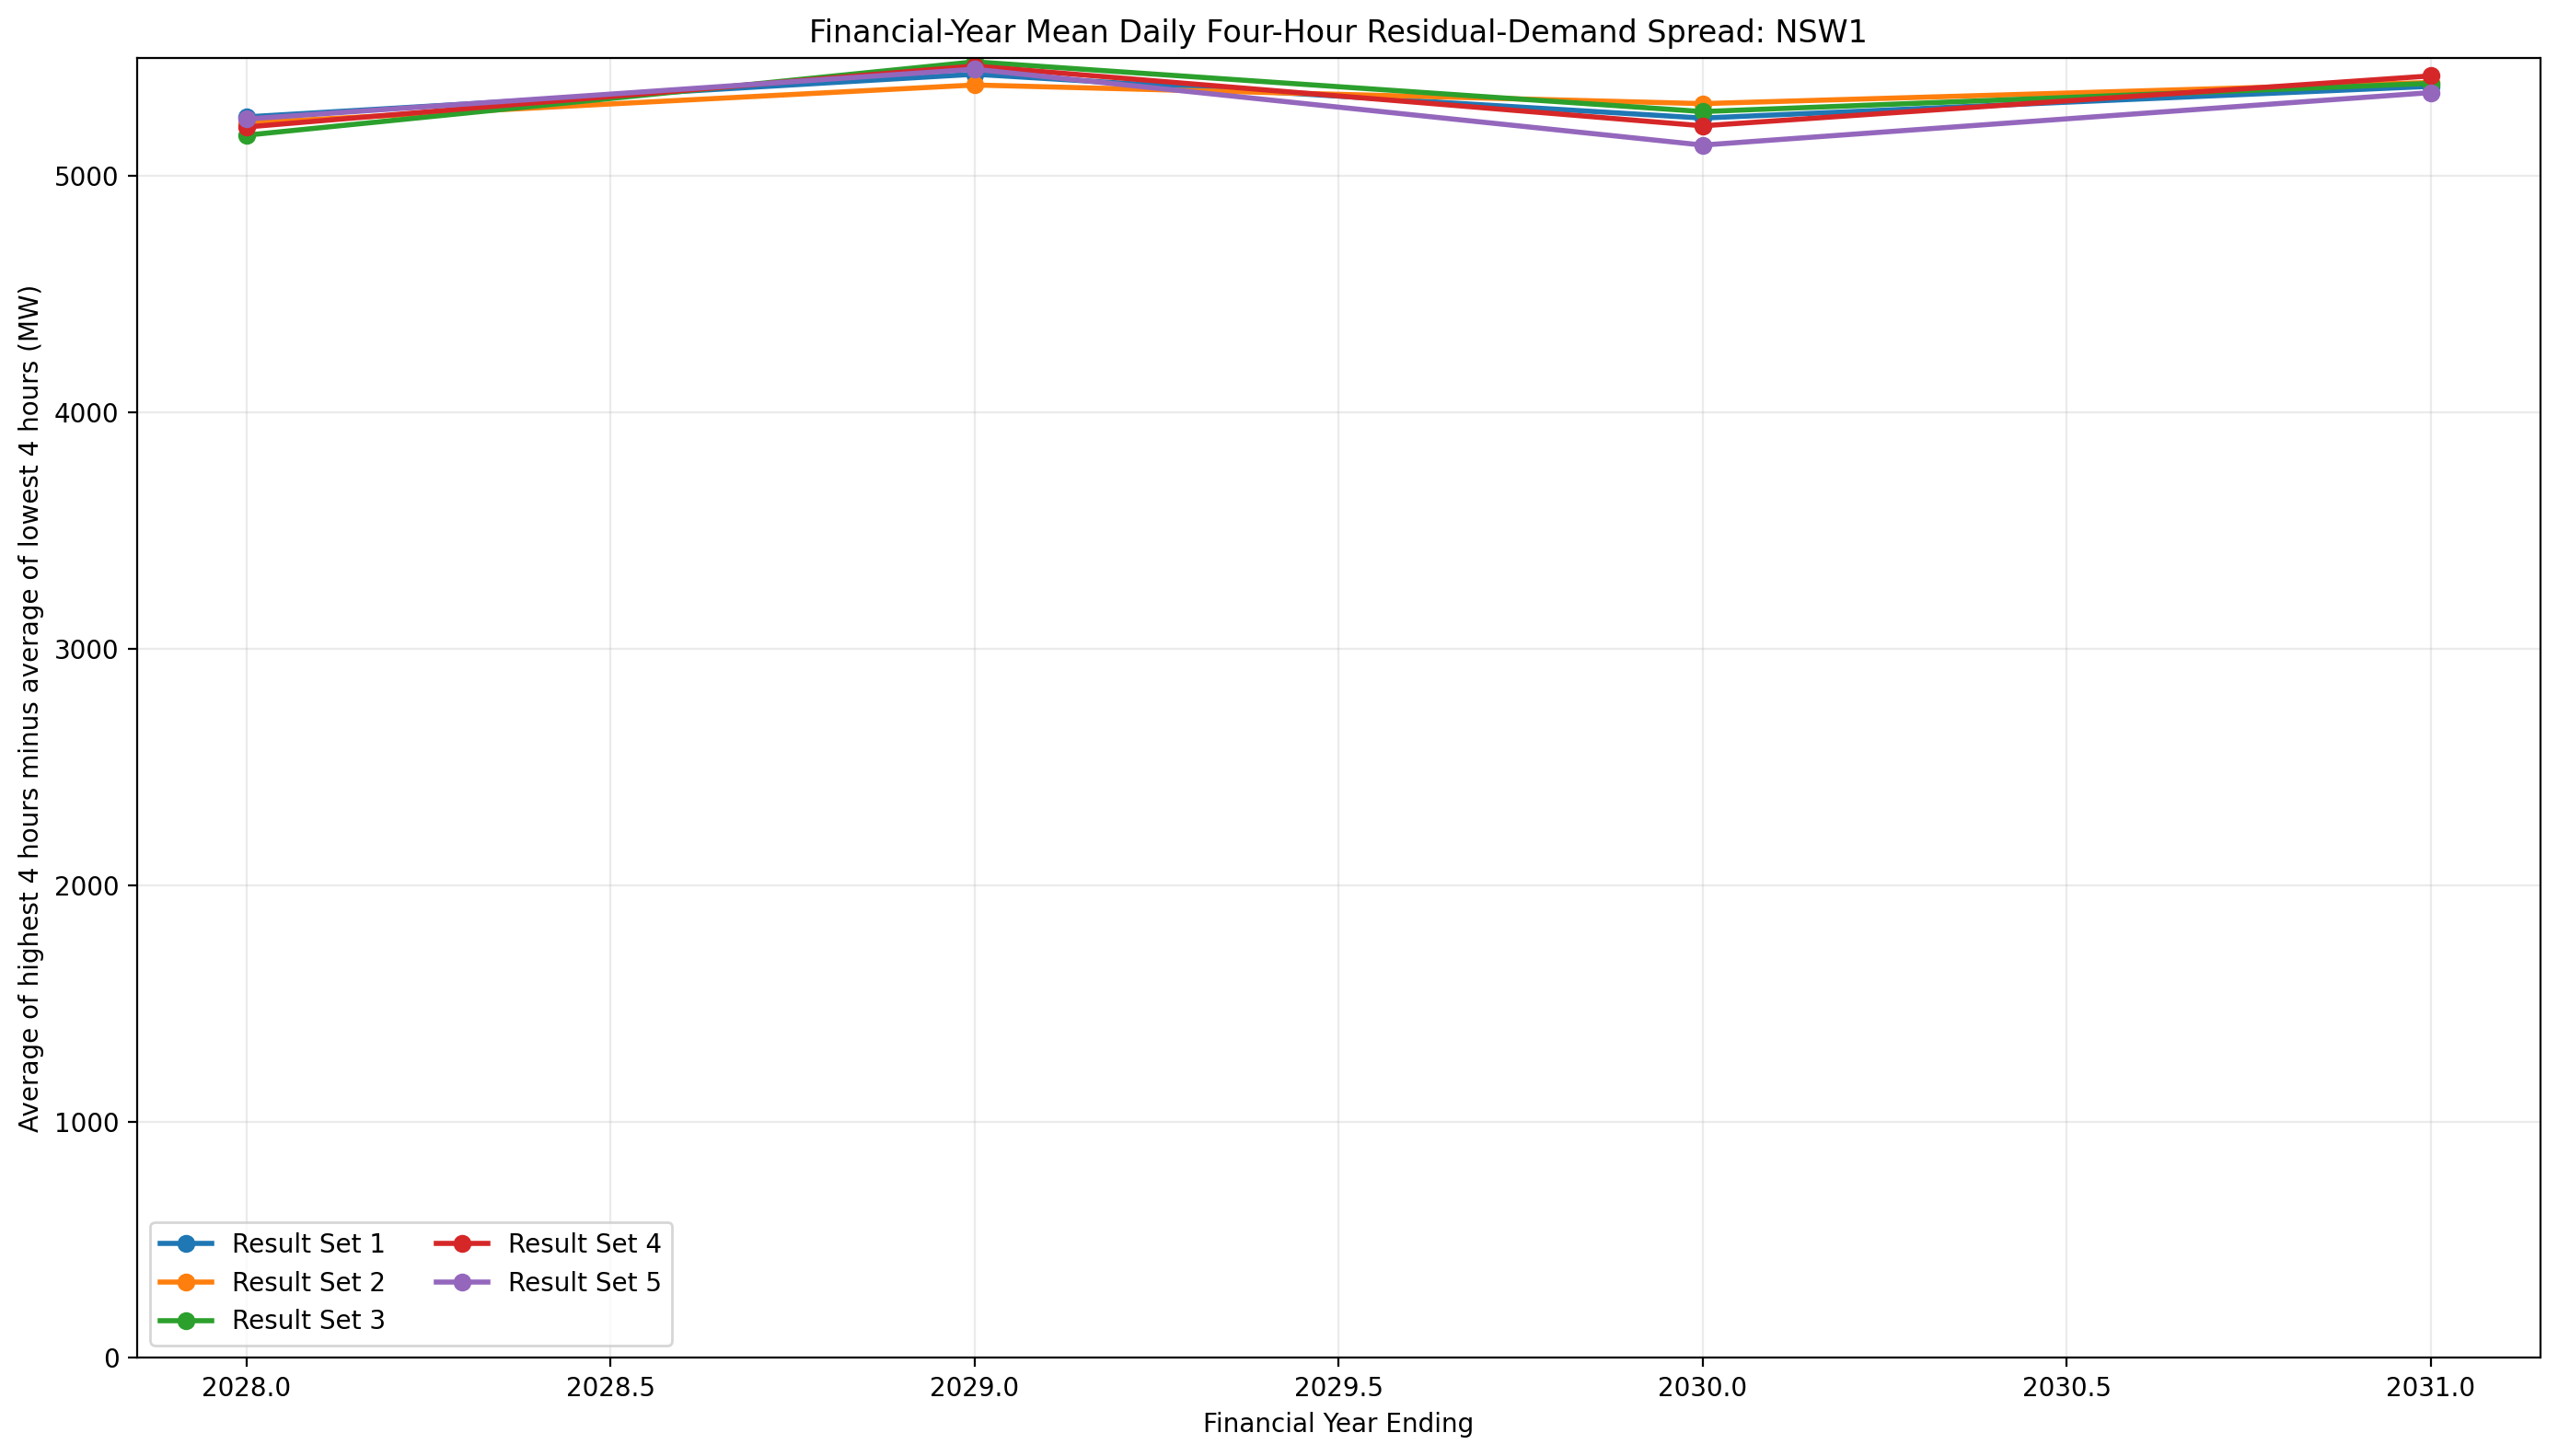 Financial-Year Mean Daily Four-Hour Residual-Demand Spread: NSW1
Average of highest 4 hours minus average of lowest 4 hours (MW)
5000
4000
3000
2000
1000
0
Result Set 1
Result Set 2
Result Set 3
Result Set 4
Result Set 5
2028.0
2028.5
2029.0
2029.5
2030.0
2030.5
2031.0
Financial Year Ending